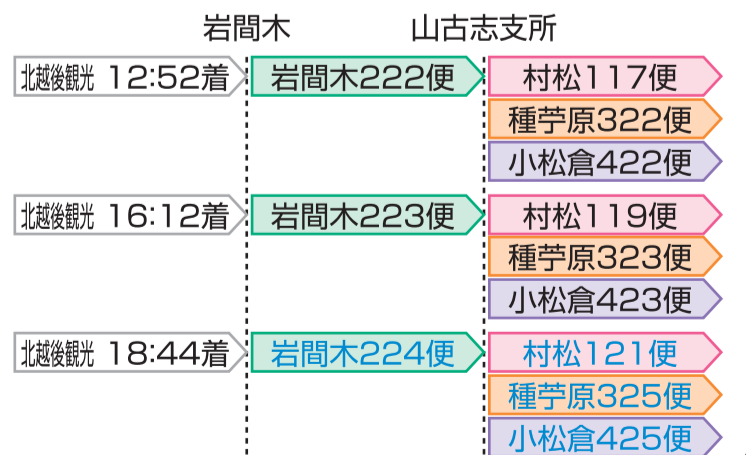 岩間木 山古志支所
北越後観光 12:52着 岩間木222便 村松117便
種苧原322便
小松倉422便
北越後観光 16:12着 岩間木223便 村松119便
種苧原323便
小松倉423便
北越後観光 18:44着 岩間木224便 村松121便
種苧原325便
小松倉425便